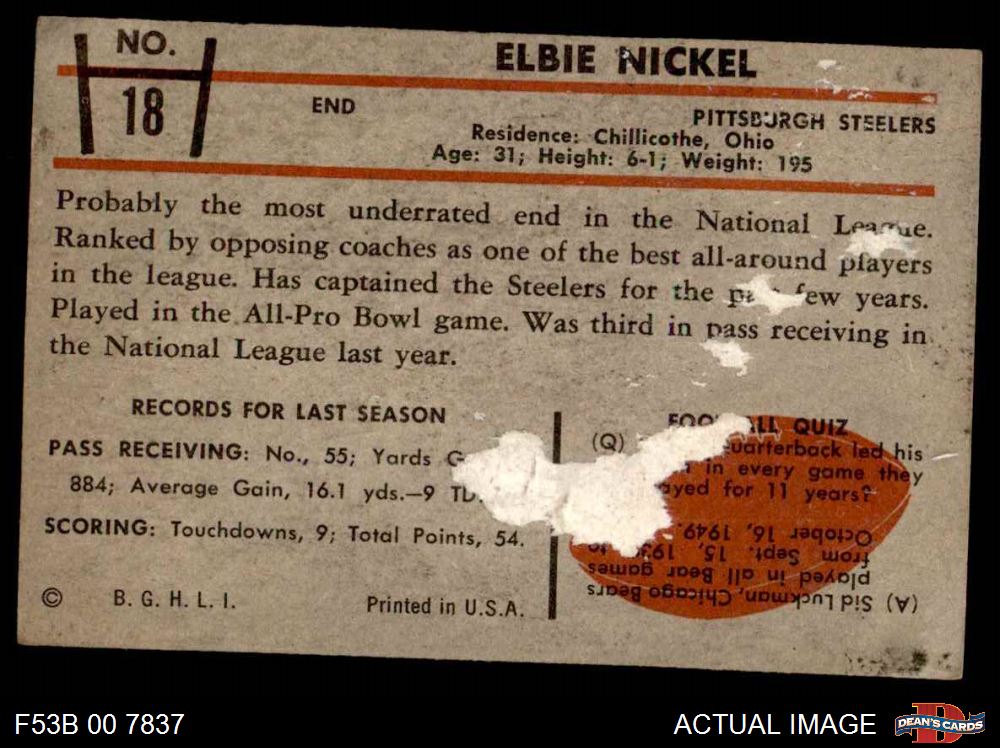 NO.
18
ELBIE NICKEL
END
PITTSBURGH STEELERS
Residence: Chillicothe, Ohio
Age: 31; Height: 6-1; Weight: 195
Probably the most underrated end in the National League.
Ranked by opposing coaches as one of the best all-around players
in the league. Has captained the Steelers for the few years.
Played in the All-Pro Bowl game. Was third in pass receiving in
the National League last year.
RECORDS FOR LAST SEASON
PASS RECEIVING: No., 55; Yards
884; Average Gain, 16.1 yds.—9
SCORING: Touchdowns, 9; Total Points, 54.
© B. G. H. L. I.
Printed in U.S.A.
FOOTBALL QUIZ
(Q) quarterback led his
in every game they
for 11 years?
(A) Sid Luckman, Chicago Bears
played in all Bear games
from Sept. 15, to
October 16, 1949.
F53B 00 7837
ACTUAL IMAGE
DEAN'S CARDS